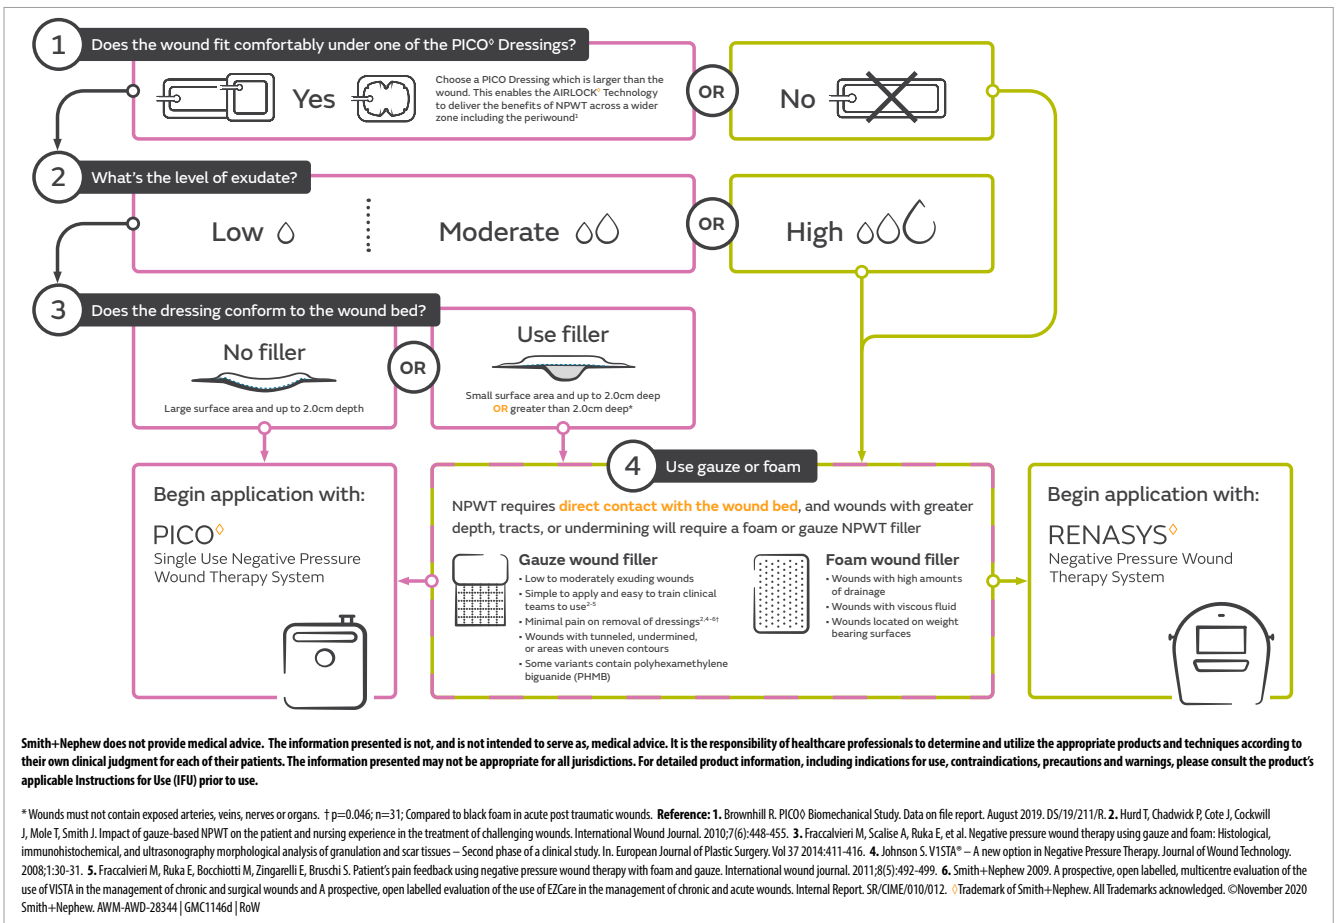 1 Does the wound fit comfortably under one of the PICO◊ Dressings?
Yes
Choose a PICO Dressing which is larger than the
wound. This enables the AIRLOCK◊ Technology
to deliver the benefits of NPWT across a wider
zone including the periwound¹
OR
No
2 What's the level of exudate?
Low
Moderate
OR
High
3 Does the dressing conform to the wound bed?
No filler
Large surface area and up to 2.0cm depth
OR
Use filler
Small surface area and up to 2.0cm deep
OR greater than 2.0cm deep*
Begin application with:
PICO◊
Single Use Negative Pressure
Wound Therapy System
4 Use gauze or foam
NPWT requires direct contact with the wound bed, and wounds with greater
depth, tracts, or undermining will require a foam or gauze NPWT filler
Gauze wound filler
• Low to moderately exuding wounds
• Simple to apply and easy to train clinical
teams to use²⁻⁵
• Minimal pain on removal of dressings²,⁴⁻⁶†
• Wounds with tunneled, undermined,
or areas with uneven contours
• Some variants contain polyhexamethylene
biguanide (PHMB)
Foam wound filler
• Wounds with high amounts
of drainage
• Wounds with viscous fluid
• Wounds located on weight
bearing surfaces
Begin application with:
RENASYS◊
Negative Pressure Wound
Therapy System
Smith+Nephew does not provide medical advice. The information presented is not, and is not intended to serve as, medical advice. It is the responsibility of healthcare professionals to determine and utilize the appropriate products and techniques according to
their own clinical judgment for each of their patients. The information presented may not be appropriate for all jurisdictions. For detailed product information, including indications for use, contraindications, precautions and warnings, please consult the product's
applicable Instructions for Use (IFU) prior to use.
* Wounds must not contain exposed arteries, veins, nerves or organs. † p=0.046; n=31; Compared to black foam in acute post traumatic wounds. Reference: 1. Brownhill R. PICO◊ Biomechanical Study. Data on file report. August 2019. DS/19/211/R. 2. Hurd T, Chadwick P, Cote J, Cockwill
J, Mole T, Smith J. Impact of gauze-based NPWT on the patient and nursing experience in the treatment of challenging wounds. International Wound Journal. 2010;7(6):448-455. 3. Fraccalvieri M, Scalise A, Ruka E, et al. Negative pressure wound therapy using gauze and foam: Histological,
immunohistochemical, and ultrasonography morphological analysis of granulation and scar tissues – Second phase of a clinical study. In. European Journal of Plastic Surgery. Vol 37 2014:411-416. 4. Johnson S. V1STA® – A new option in Negative Pressure Therapy. Journal of Wound Technology.
2008;1:30-31. 5. Fraccalvieri M, Ruka E, Bocchiotti M, Zingarelli E, Bruschi S. Patient's pain feedback using negative pressure wound therapy with foam and gauze. International wound journal. 2011;8(5):492-499. 6. Smith+Nephew 2009. A prospective, open labelled, multicentre evaluation of the
use of VISTA in the management of chronic and surgical wounds and A prospective, open labelled evaluation of the use of EZCare in the management of chronic and acute wounds. Internal Report. SR/CIME/010/012. ◊Trademark of Smith+Nephew. All Trademarks acknowledged. ©November 2020
Smith+Nephew. AWM-AWD-28344 | GMC1146d | RoW